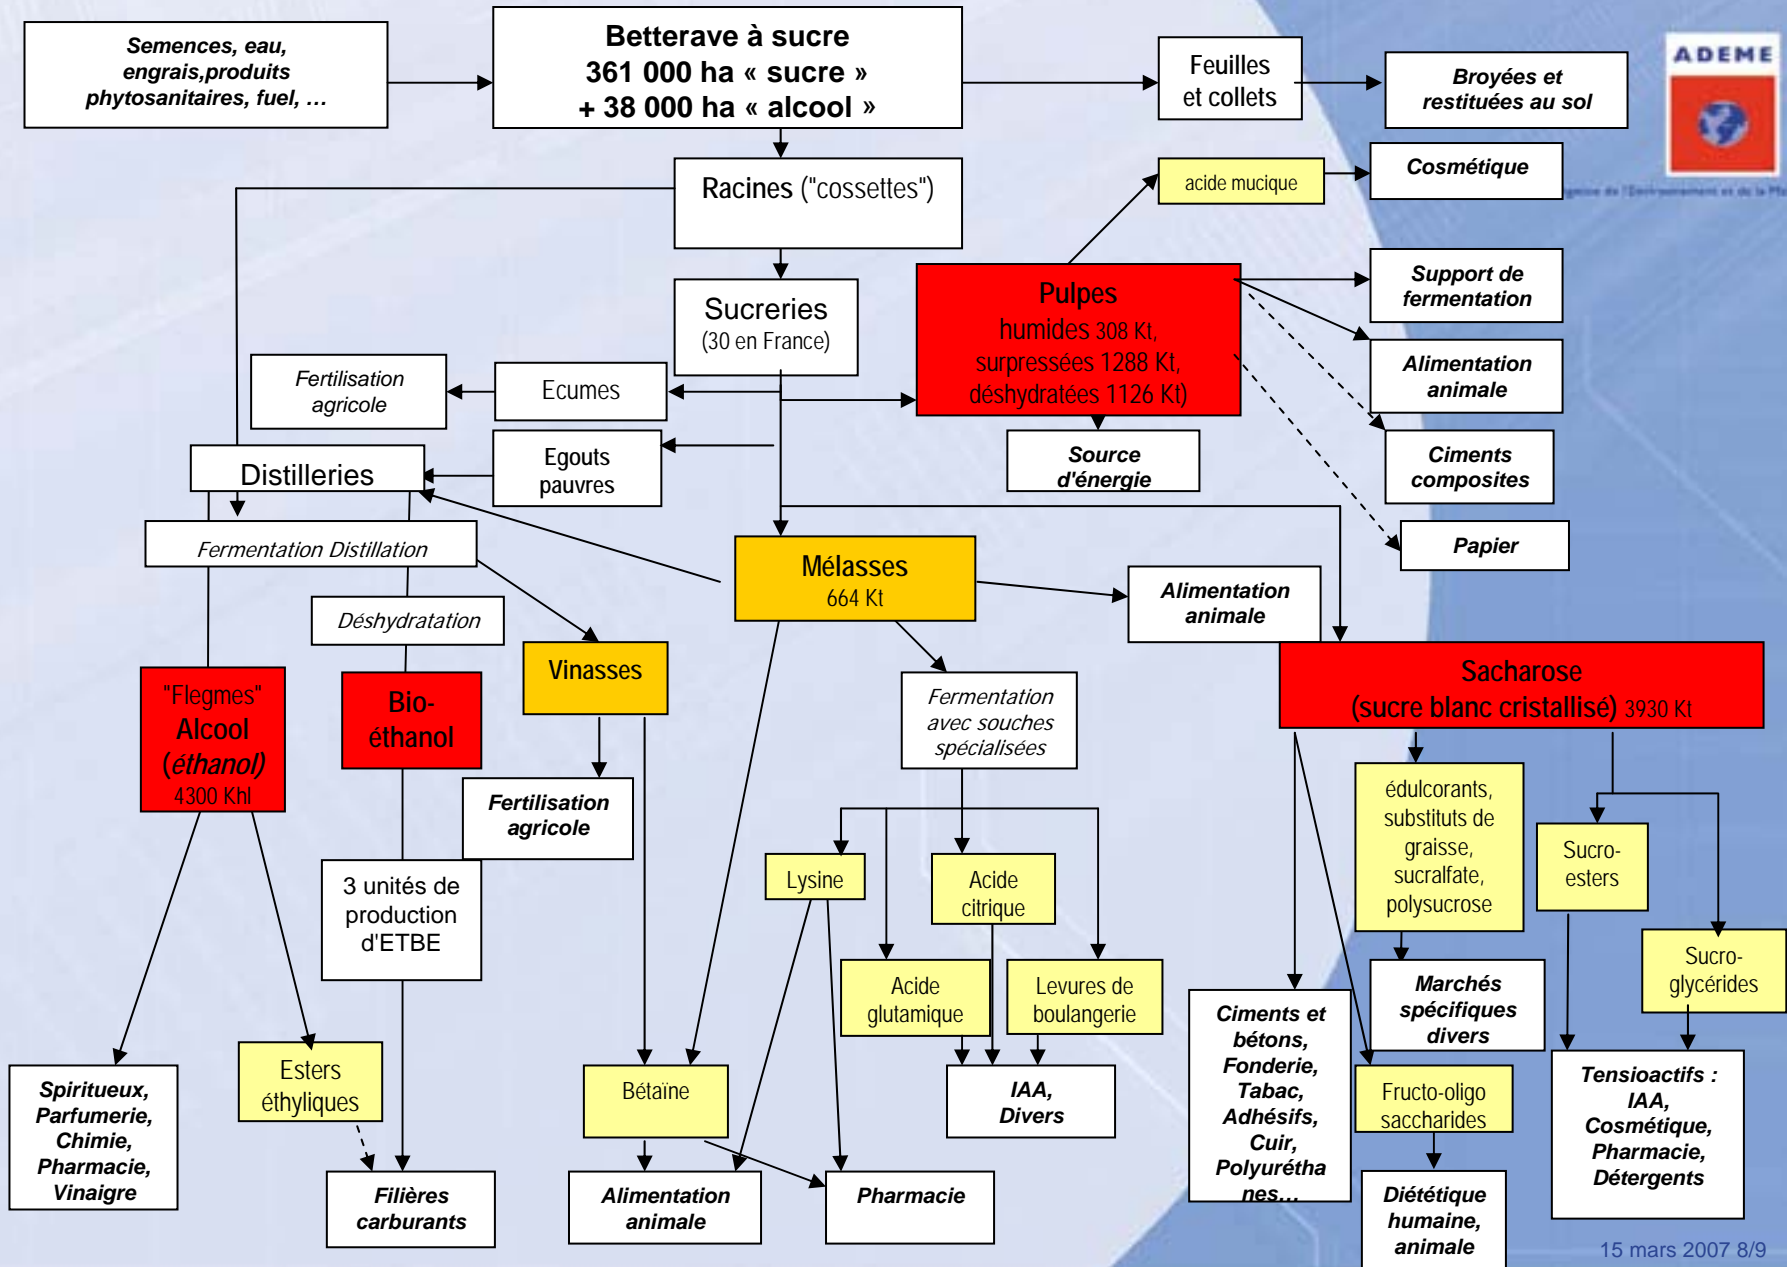 Semences, eau,
engrais,produits
phytosanitaires, fuel, …
Betterave à sucre
361 000 ha « sucre »
+ 38 000 ha « alcool »
Feuilles
et collets
Broyées et
restituées au sol
ADEME
Agence de l'Environnement et de la
Racines ("cossettes")
acide mucique
Cosmétique
Sucreries
(30 en France)
Pulpes
humides 308 Kt,
surpressées 1288 Kt,
déshydratées 1126 Kt)
Support de
fermentation
Alimentation
animale
Fertilisation
agricole
Ecumes
Egouts
pauvres
Distilleries
Source
d'énergie
Ciments
composites
Papier
Fermentation Distillation
Mélasses
664 Kt
Alimentation
animale
Déshydratation
Vinasses
"Flegmes"
Alcool
(éthanol)
4300 Khl
Bio-
éthanol
Fermentation
avec souches
spécialisées
Sacharose
(sucre blanc cristallisé) 3930 Kt
Fertilisation
agricole
édulcorants,
substituts de
graisse,
sucralfate,
polysucrose
Sucro-
esters
3 unités de
production
d'ETBE
Lysine
Acide
citrique
Sucro-
glycérides
Acide
glutamique
Levures de
boulangerie
Marchés
spécifiques
divers
Ciments et
bétons,
Fonderie,
Tabac,
Adhésifs,
Cuir,
Polyurétha
nes…
Spiritueux,
Parfumerie,
Chimie,
Pharmacie,
Vinaigre
Esters
éthyliques
Bétaïne
IAA,
Divers
Fructo-oligo
saccharides
Tensioactifs :
IAA,
Cosmétique,
Pharmacie,
Détergents
Filières
carburants
Alimentation
animale
Pharmacie
Diététique
humaine,
animale
15 mars 2007 8/9